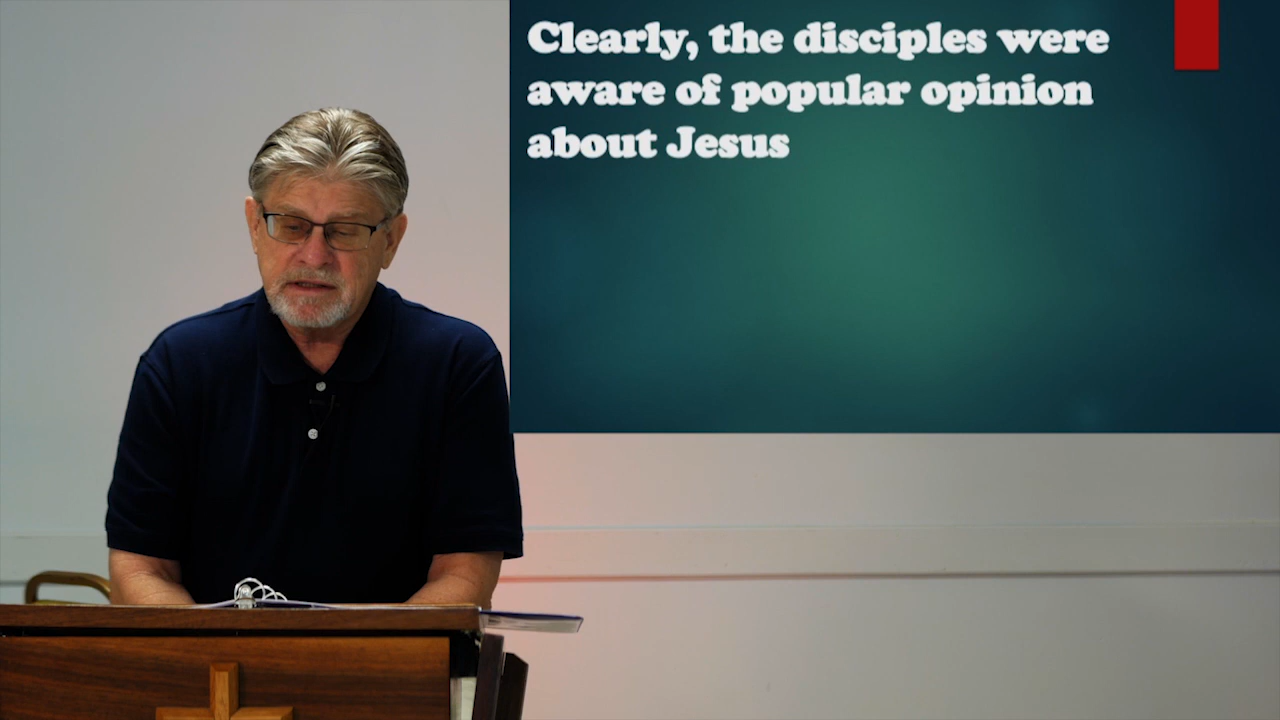 Clearly, the disciples were
aware of popular opinion
about Jesus